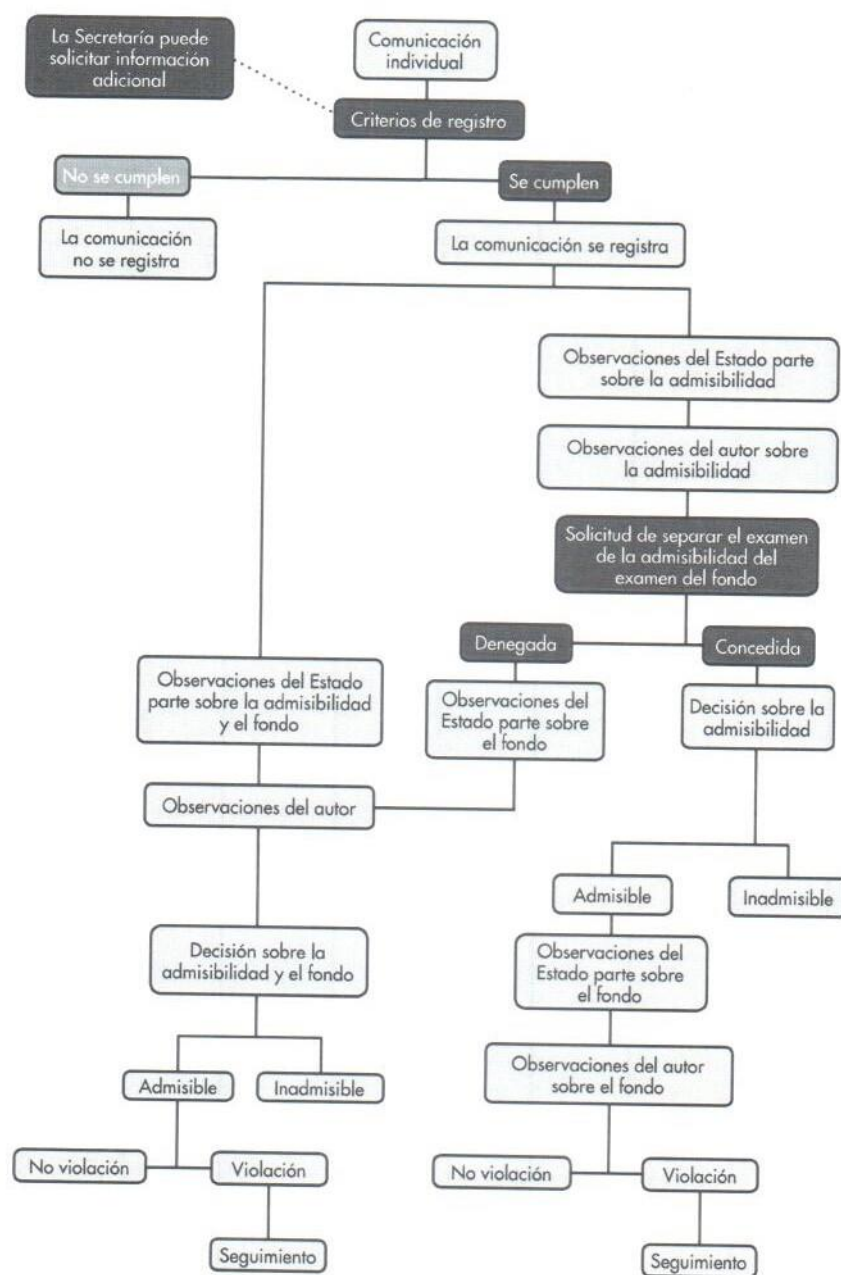 La Secretaría puede
solicitar información
adicional
Comunicación
individual
Criterios de registro
No se cumplen
Se cumplen
La comunicación
no se registra
La comunicación se registra
Observaciones del Estado parte
sobre la admisibilidad
Observaciones del autor sobre
la admisibilidad
Solicitud de separar el examen
de la admisibilidad del
examen del fondo
Denegada
Concedida
Observaciones del Estado
parte sobre la admisibilidad
y el fondo
Observaciones del
Estado parte sobre
el fondo
Decisión sobre la
admisibilidad
Observaciones del autor
Admisible
Inadmisible
Decisión sobre la
admisibilidad y el fondo
Observaciones del
Estado parte sobre
el fondo
Observaciones del autor
sobre el fondo
Admisible
Inadmisible
No violación
Violación
No violación
Violación
Seguimiento
Seguimiento